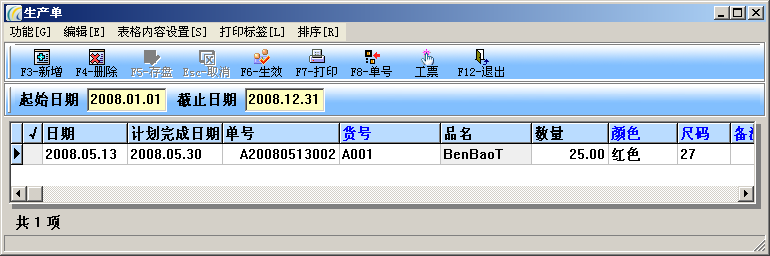 生产单
功能[G] 编辑[E] 表格内容设置[S] 打印标签[L] 排序[R]
F3-新增 F4-删除 F5-存盘 Esc-取消 F6-生效 F7-打印 F8-单号 工票 F12-退出
起始日期 2008.01.01 截止日期 2008.12.31
√ 日期 计划完成日期 单号 货号 品名 数量 颜色 尺码 备注
2008.05.13 2008.05.30 A20080513002 A001 BenBaoT 25.00 红色 27
共 1 项